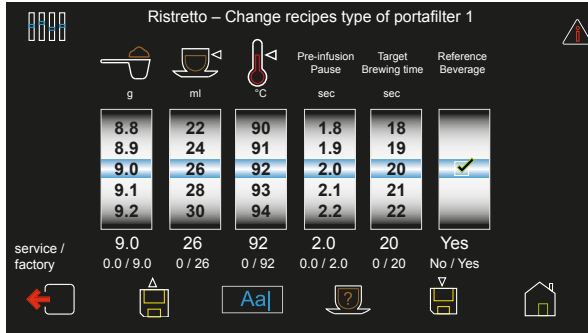 Ristretto – Change recipes type of portafilter 1
Pre-infusion Pause
Target Brewing time
Reference Beverage
g ml °C sec sec
8.8 22 90 1.8 18
8.9 24 91 1.9 19
9.0 26 92 2.0 20
9.1 28 93 2.1 21
9.2 30 94 2.2 22
9.0 26 92 2.0 20 Yes
service / factory
0.0 / 9.0 0 / 26 0 / 92 0.0 / 2.0 0 / 20 No / Yes
Aa|
?